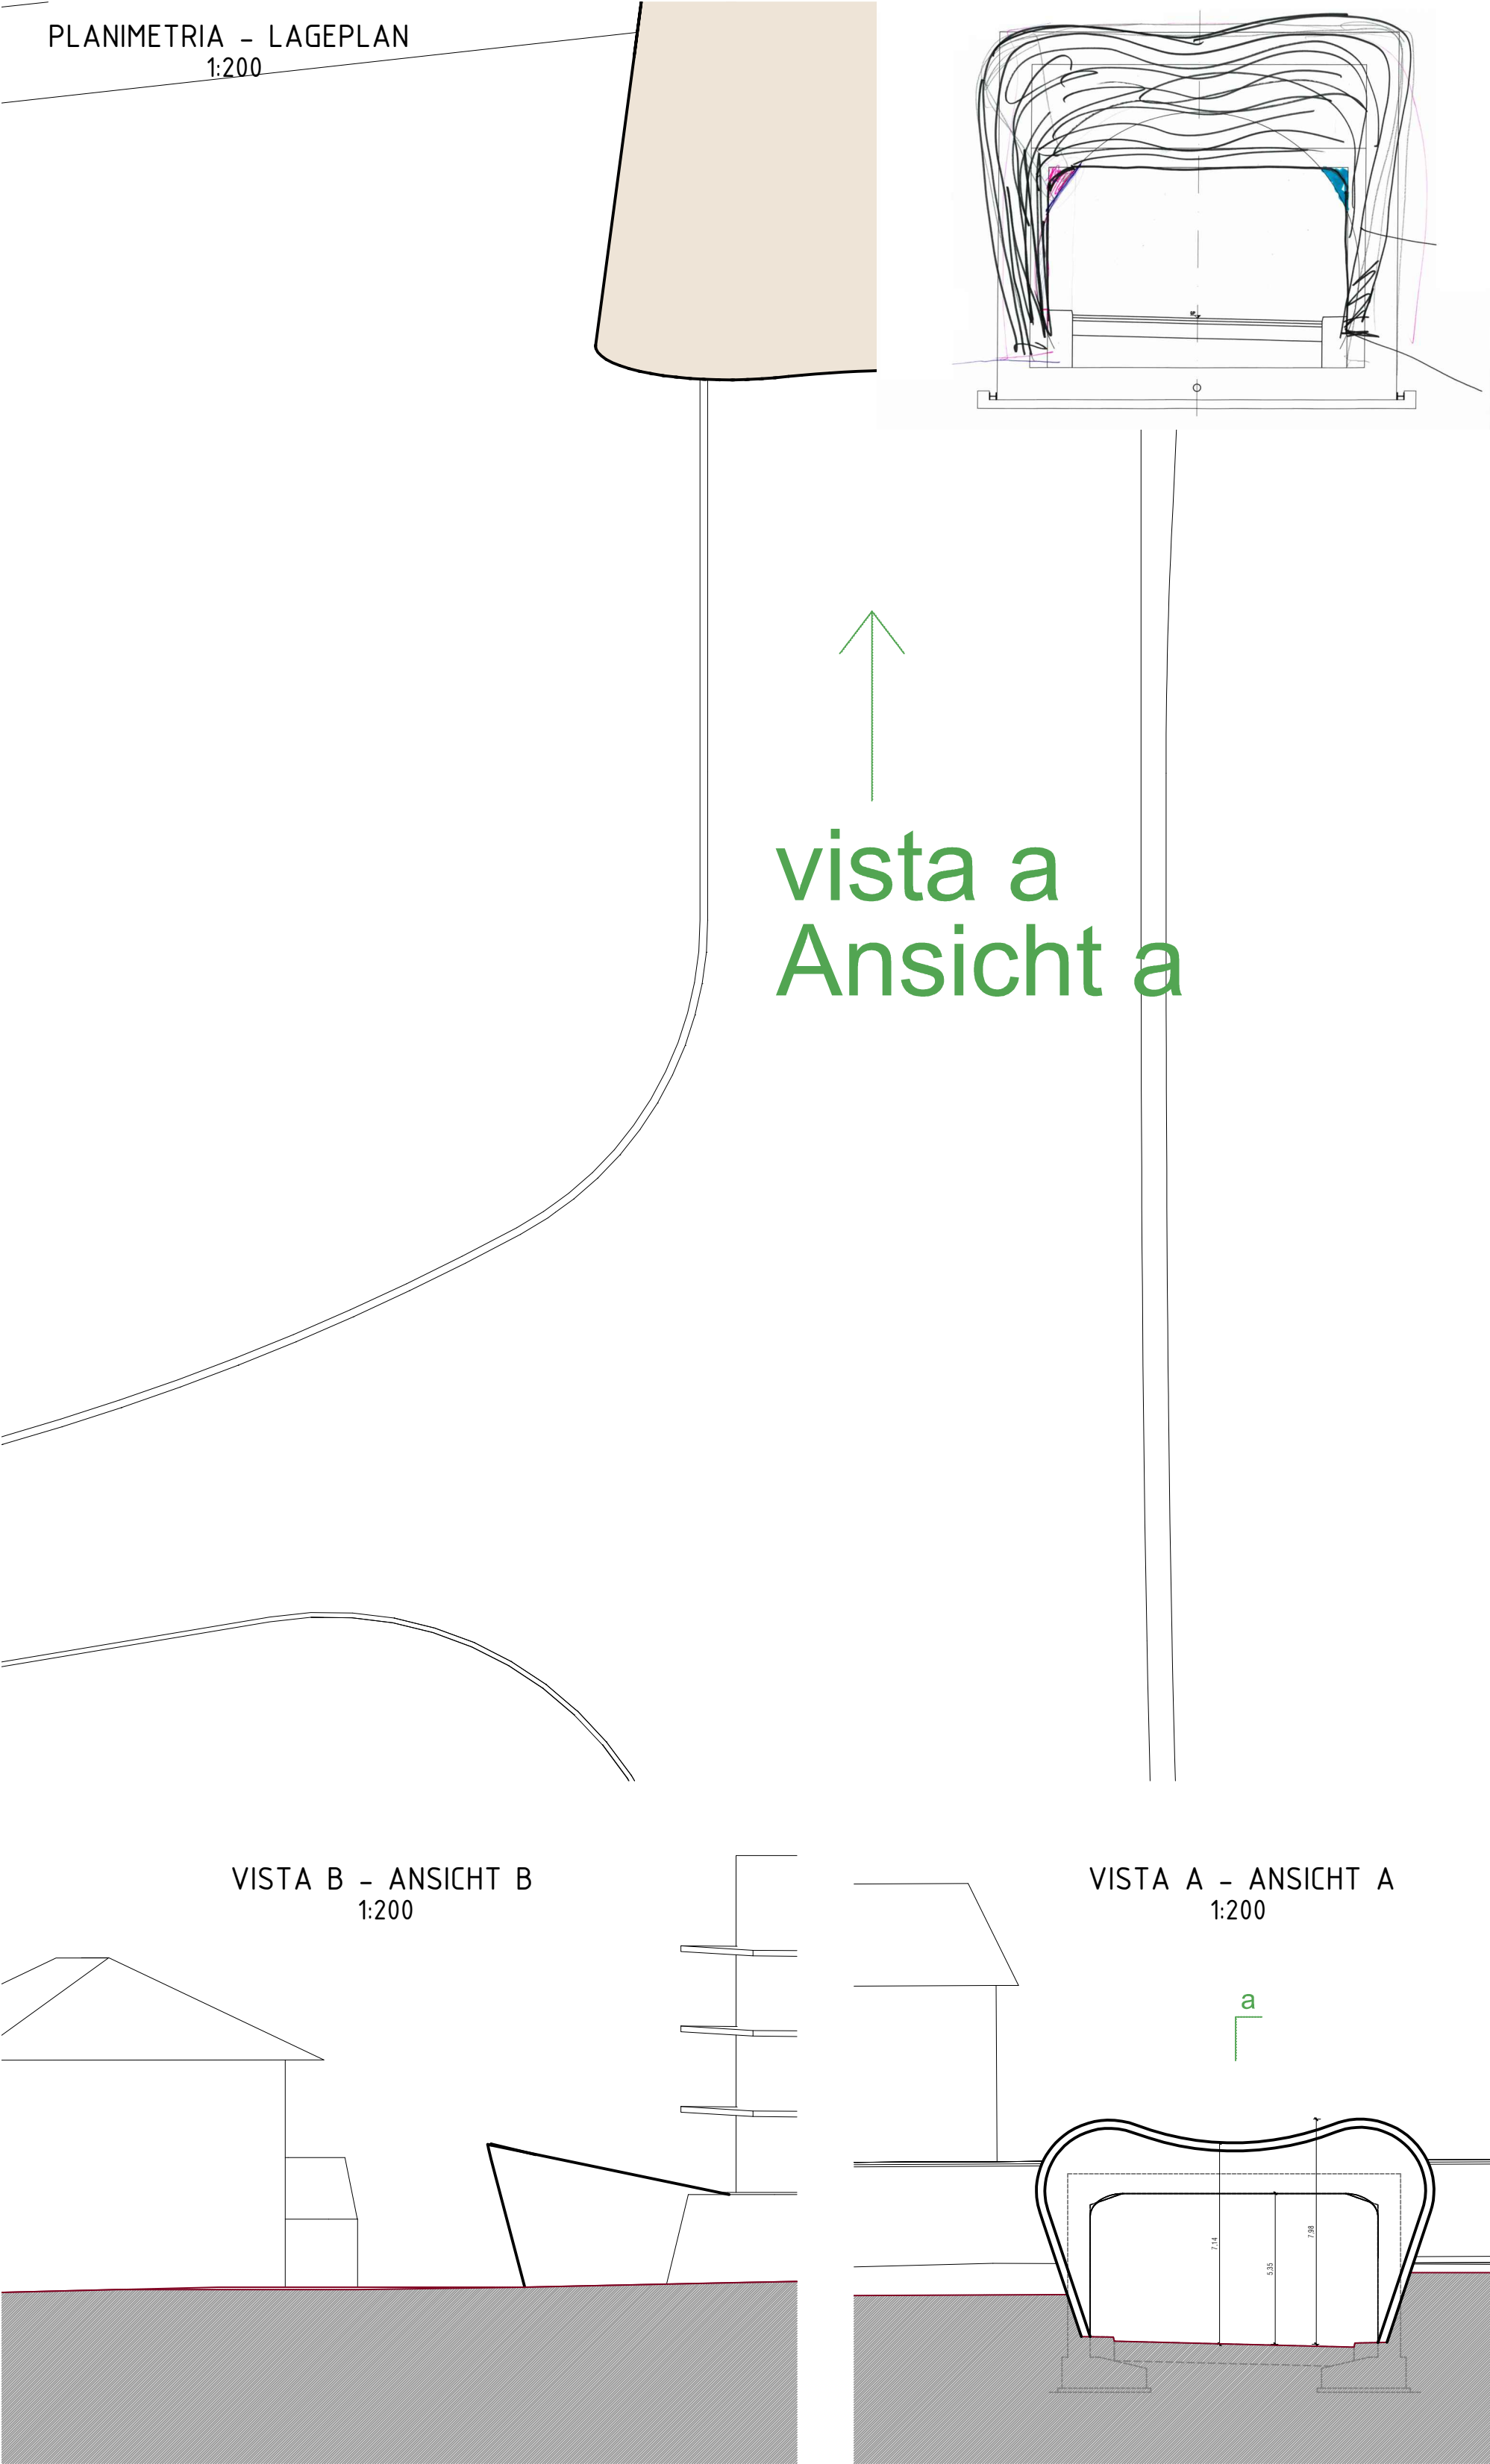 PLANIMETRIA - LAGEPLAN
1:200
vista a
Ansicht a
VISTA B - ANSICHT B
1:200
VISTA A - ANSICHT A
1:200
a
7.14
5.35
7.98